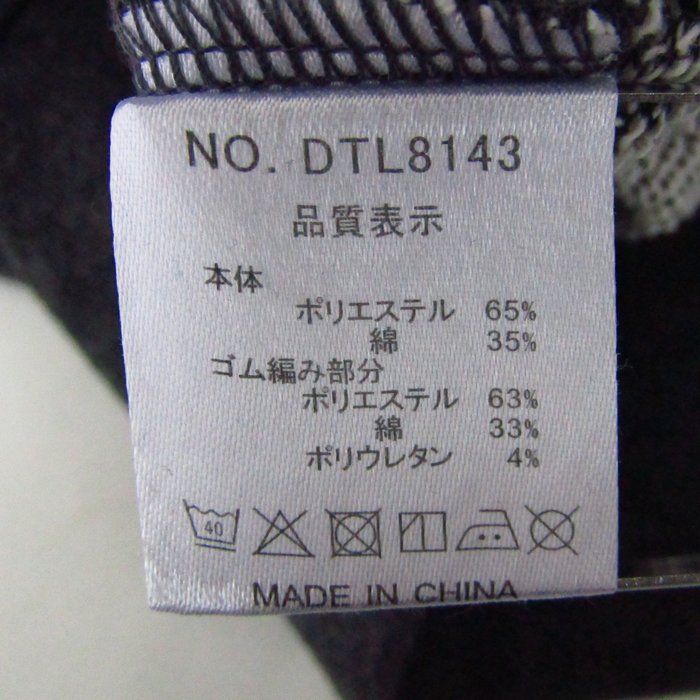 NO. DTL8143
品質表示
本体
ポリエステル 65%
綿 35%
ゴム編み部分
ポリエステル 63%
綿 33%
ポリウレタン 4%
40
MADE IN CHINA